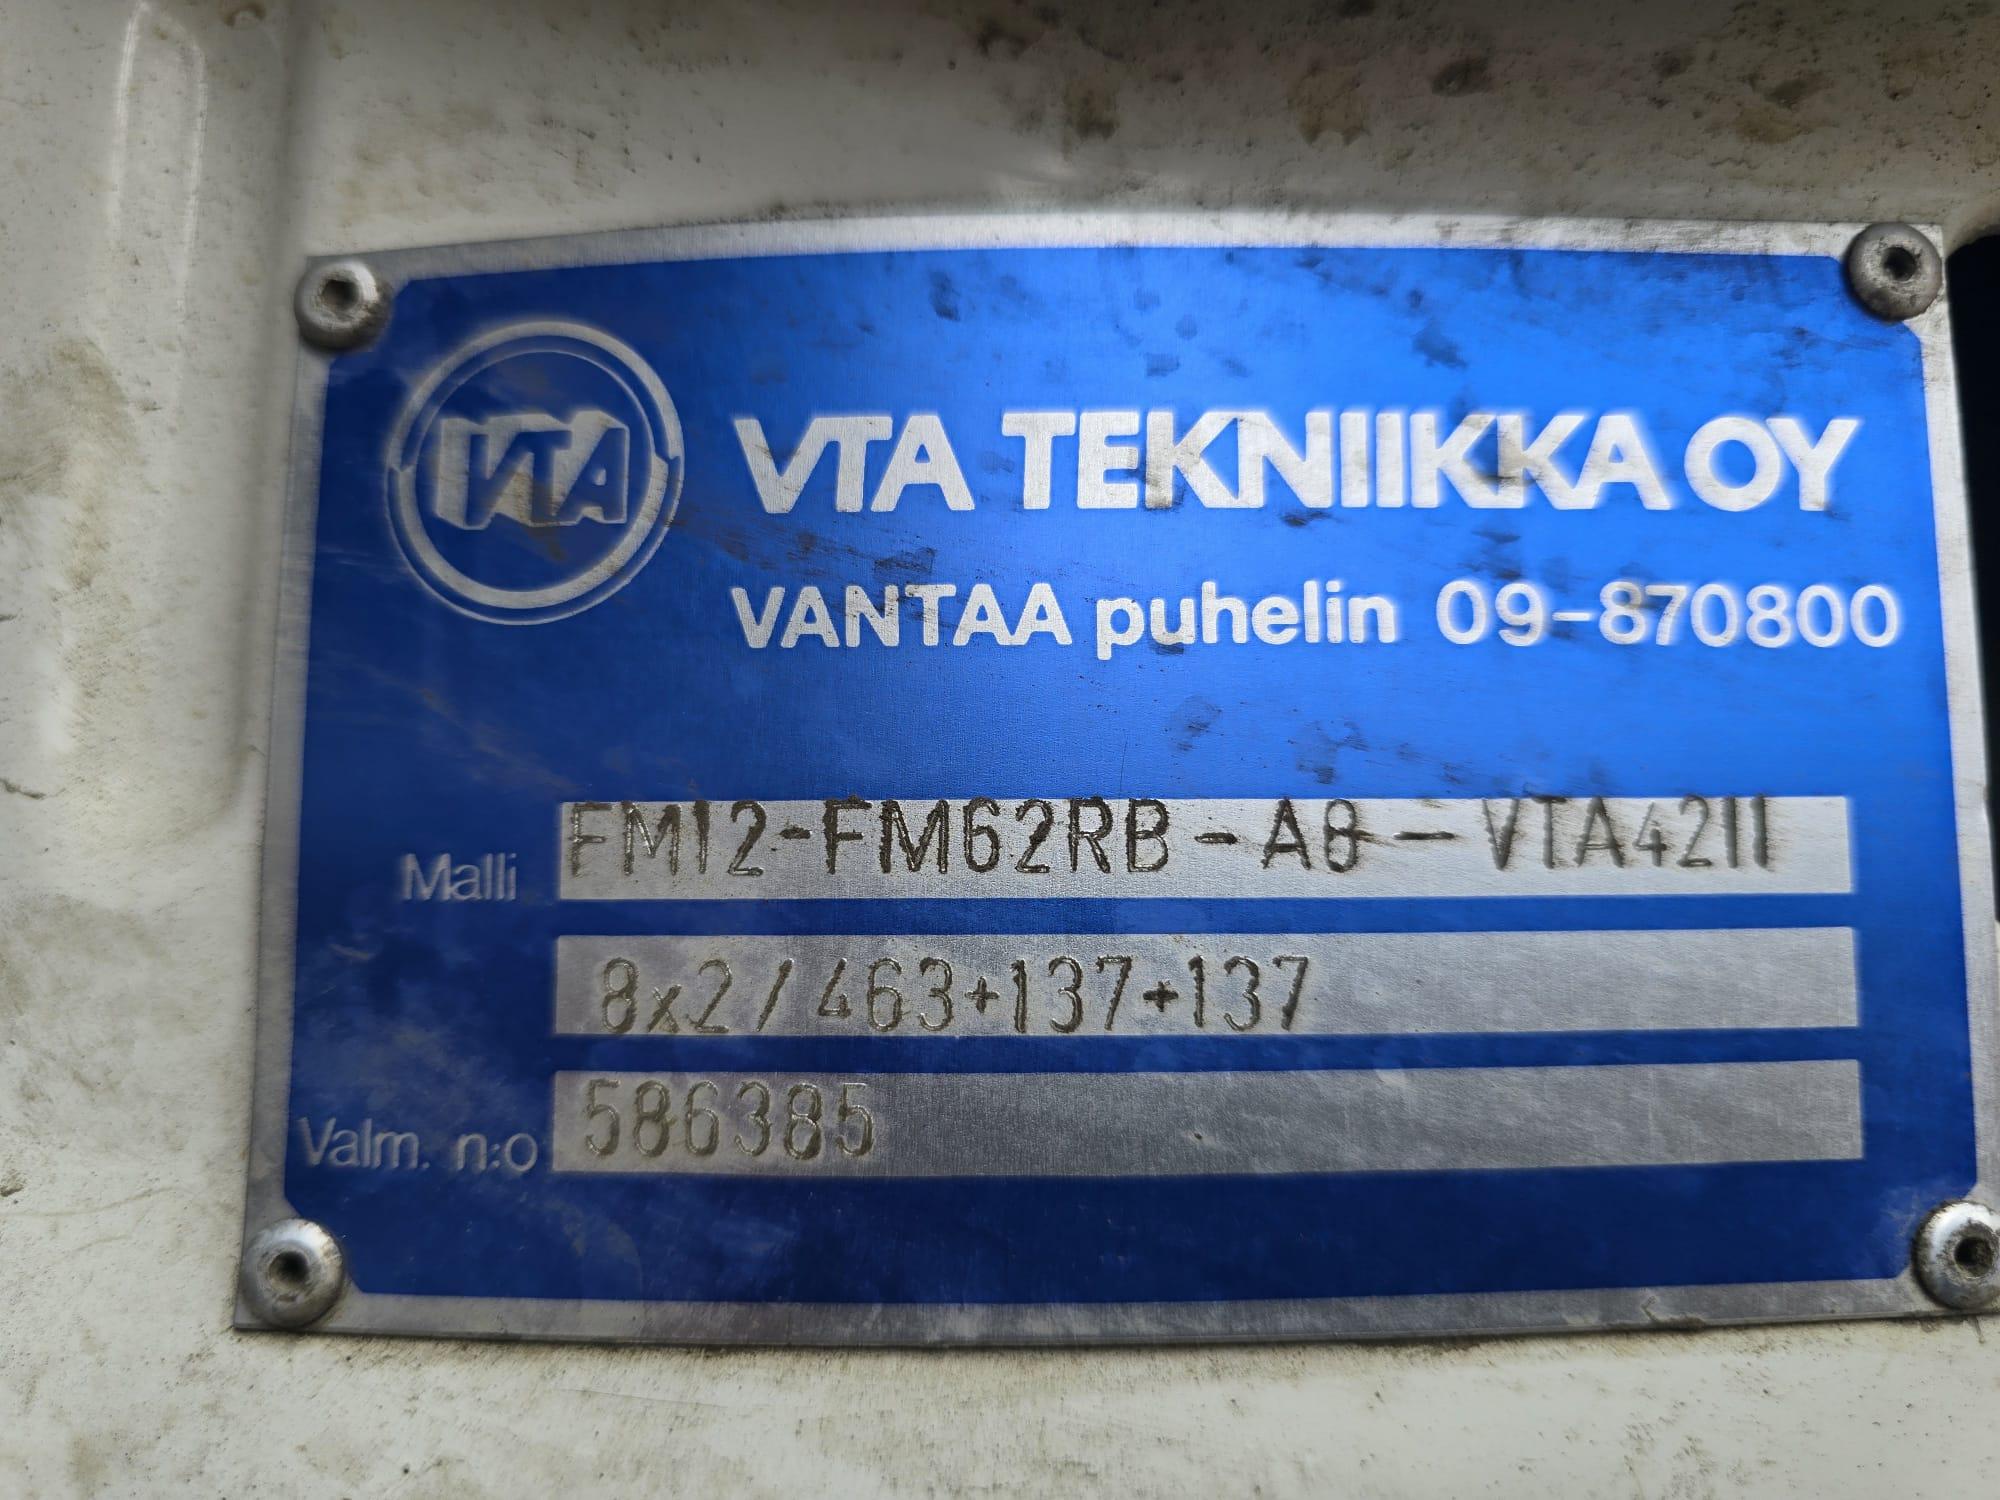 VTA VTA TEKNIIKKA OY
VANTAA puhelin 09-870800
Malli FM12-FM62RB-A8-VTA4211
8x2/463+137+137
Valm. n:o 586385